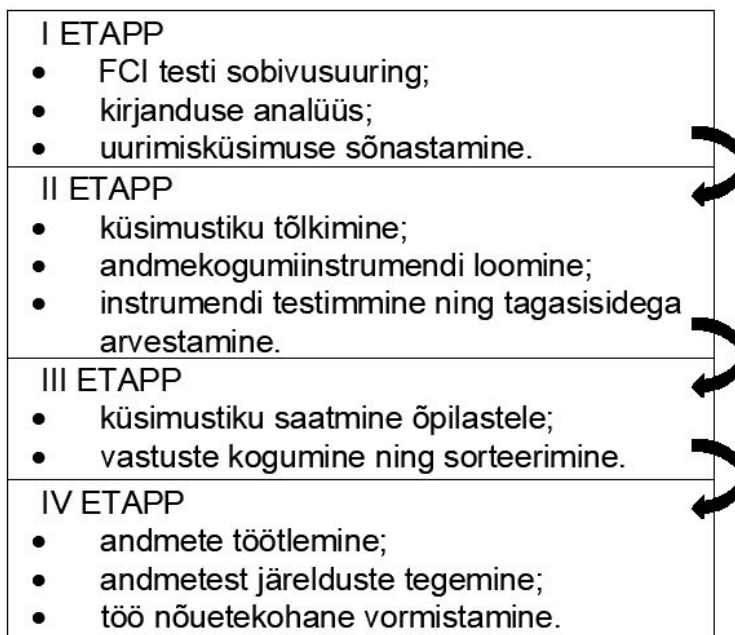 I ETAPP
• FCI testi sobivusuuring;
• kirjanduse analüüs;
• uurimisküsimuse sõnastamine.
II ETAPP
• küsimustiku tõlkimine;
• andmekogumiinstrumendi loomine;
• instrumendi testimmine ning tagasisidega
arvestamine.
III ETAPP
• küsimustiku saatmine õpilastele;
• vastuste kogumine ning sorteerimine.
IV ETAPP
• andmete töötlemine;
• andmetest järelduste tegemine;
• töö nõuetekohane vormistamine.